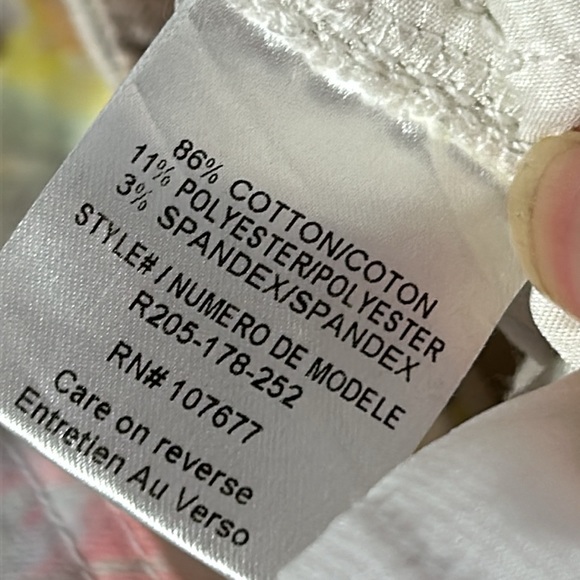 86% COTTON/COTON
11% POLYESTER/POLYESTER
3% SPANDEX/SPANDEX
STYLE# / NUMERO DE MODELE
R205-178-252
RN# 107677
Care on reverse
Entretien Au Verso